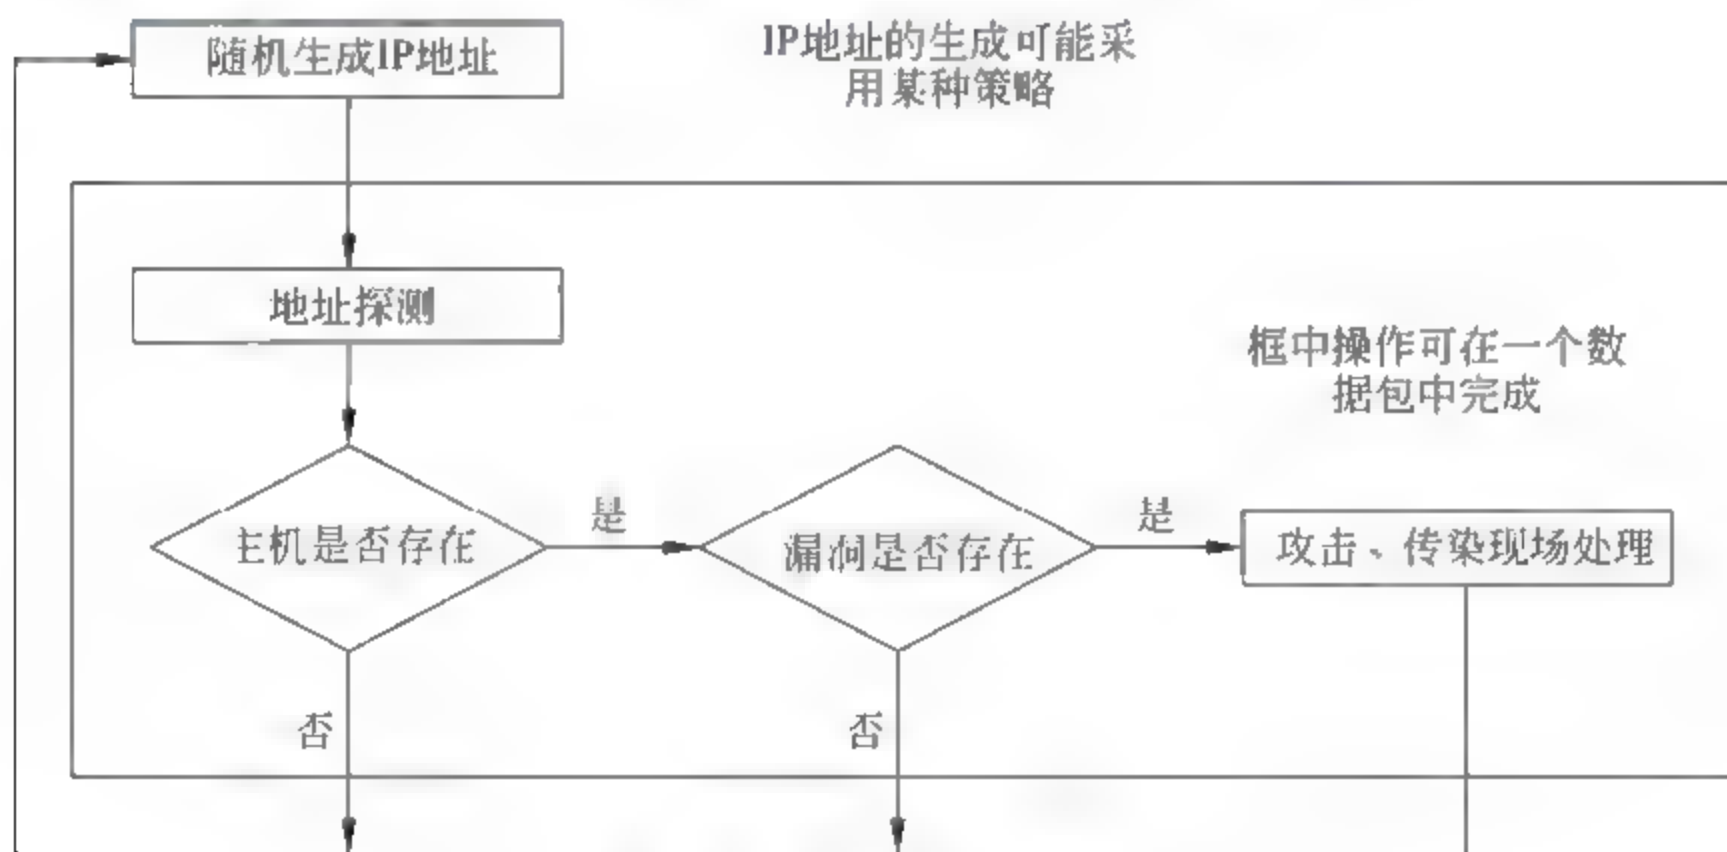 随机生成IP地址
IP地址的生成可能采
用某种策略
地址探测
框中操作可在一个数
据包中完成
主机是否存在
是
漏洞是否存在
是
攻击、传染现场处理
否
否